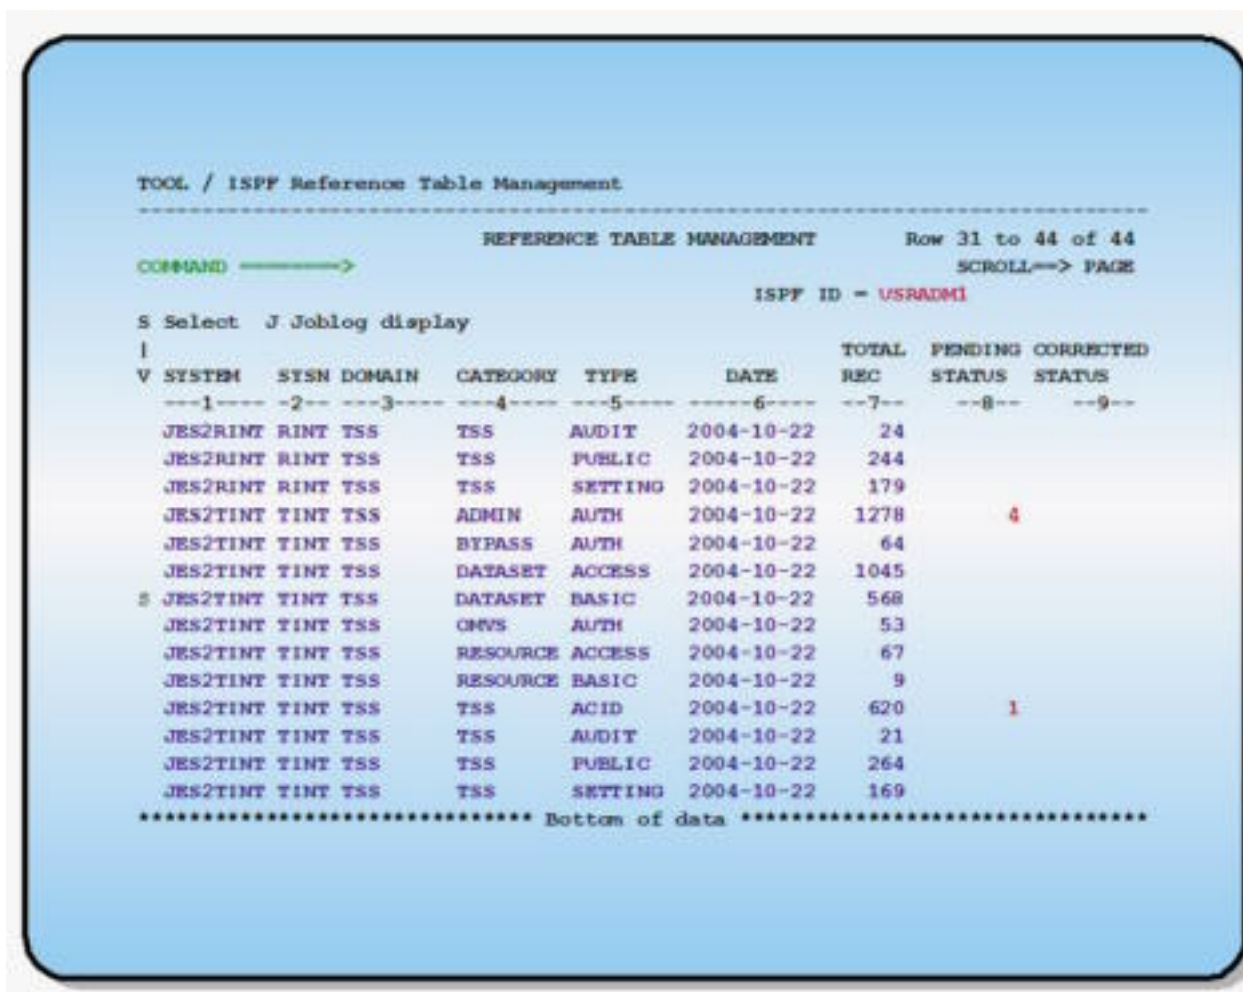 TOOL / ISPF Reference Table Management
--------------------------------------------------------------------------------
REFERENCE TABLE MANAGEMENT Row 31 to 44 of 44
COMMAND ========> SCROLL==> PAGE
ISPF ID = USRADM1
S Select J Joblog display
| TOTAL PENDING CORRECTED
V SYSTEM SYSN DOMAIN CATEGORY TYPE DATE REC STATUS STATUS
---1---- -2-- ---3---- ---4---- ---5---- -----6---- --7-- --8-- --9--
JES2RINT RINT TSS TSS AUDIT 2004-10-22 24
JES2RINT RINT TSS TSS PUBLIC 2004-10-22 244
JES2RINT RINT TSS TSS SETTING 2004-10-22 179
JES2TINT TINT TSS ADMIN AUTH 2004-10-22 1278 4
JES2TINT TINT TSS BYPASS AUTH 2004-10-22 64
JES2TINT TINT TSS DATASET ACCESS 2004-10-22 1045
S JES2TINT TINT TSS DATASET BASIC 2004-10-22 568
JES2TINT TINT TSS OMVS AUTH 2004-10-22 53
JES2TINT TINT TSS RESOURCE ACCESS 2004-10-22 67
JES2TINT TINT TSS RESOURCE BASIC 2004-10-22 9
JES2TINT TINT TSS TSS ACID 2004-10-22 620 1
JES2TINT TINT TSS TSS AUDIT 2004-10-22 21
JES2TINT TINT TSS TSS PUBLIC 2004-10-22 264
JES2TINT TINT TSS TSS SETTING 2004-10-22 169
******************************* Bottom of data ********************************